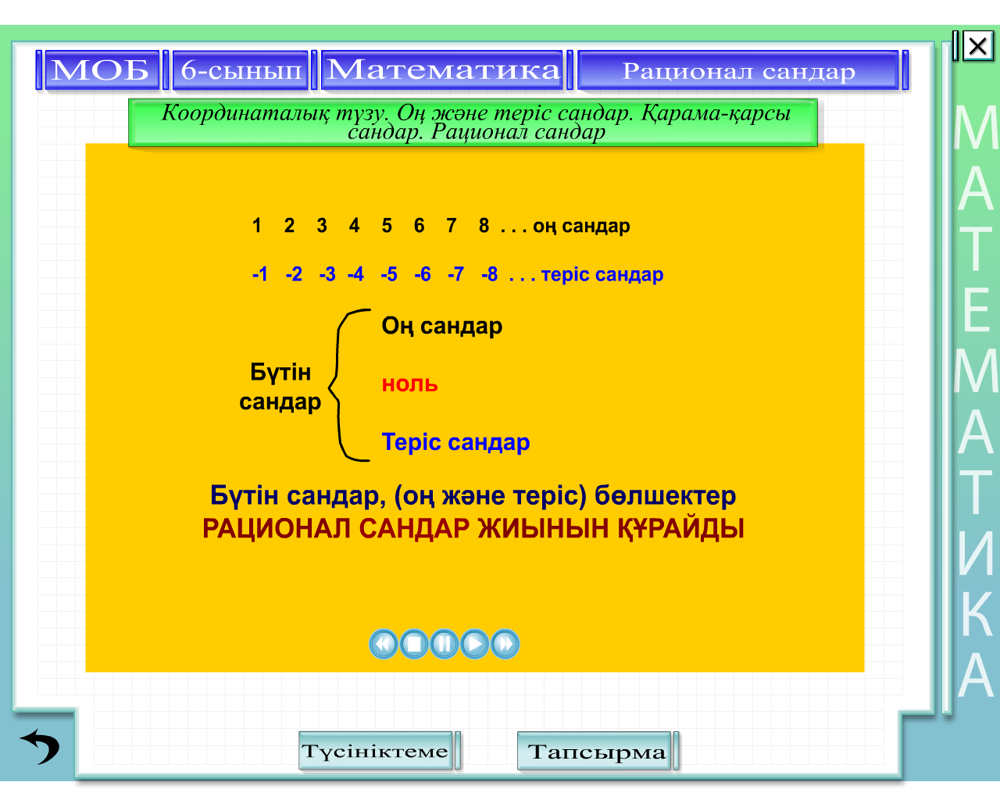 МОБ 6-сынып Математика Рационал сандар
Координаталық түзу. Оң және теріс сандар. Қарама-қарсы
сандар. Рационал сандар
1 2 3 4 5 6 7 8 . . . оң сандар
-1 -2 -3 -4 -5 -6 -7 -8 . . . теріс сандар
Оң сандар
Бүтін
сандар
ноль
Теріс сандар
Бүтін сандар, (оң және теріс) бөлшектер
РАЦИОНАЛ САНДАР ЖИЫНЫН ҚҰРАЙДЫ
Түсініктеме Тапсырма
МАТЕМАТИКА